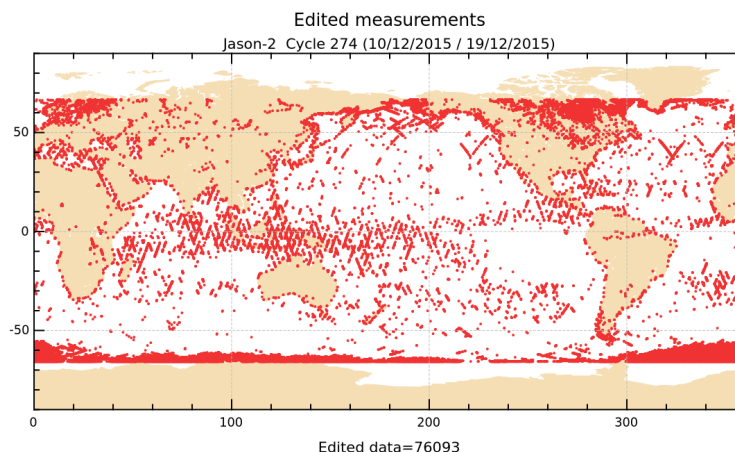 Edited measurements
Jason-2 Cycle 274 (10/12/2015 / 19/12/2015)
50
0
-50
0 100 200 300
Edited data=76093